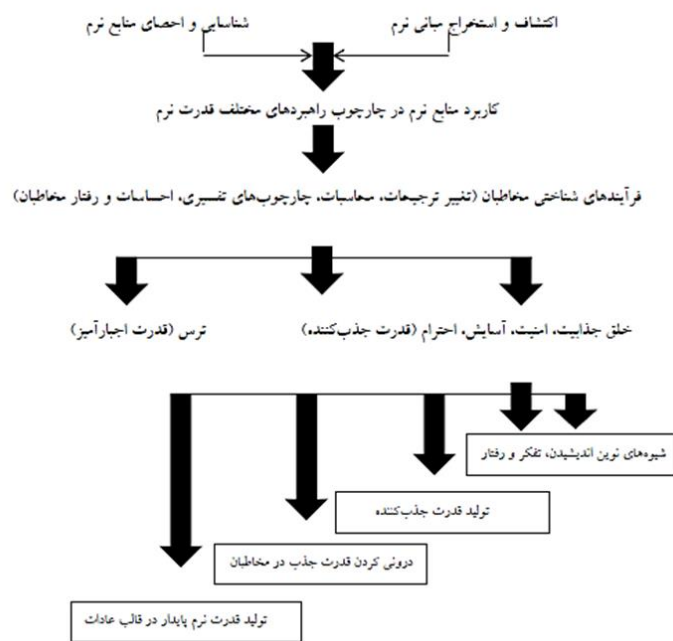 اکتشاف و استخراج مبانی نرم
شناسایی و احصای منابع نرم
کاربرد منابع نرم در چارچوب راهبردهای مختلف قدرت نرم
فرآیندهای شناختی مخاطبان (تغییر ترجیحات، محاسبات، چارچوب‌های تفسیری، احساسات و رفتار مخاطبان)
خلق جذابیت، امنیت، آسایش، احترام (قدرت جذب‌کننده)
ترس (قدرت اجبارآمیز)
شیوه‌های نوین اندیشیدن، تفکر و رفتار
تولید قدرت جذب‌کننده
درونی کردن قدرت جذب در مخاطبان
تولید قدرت نرم پایدار در قالب عادات